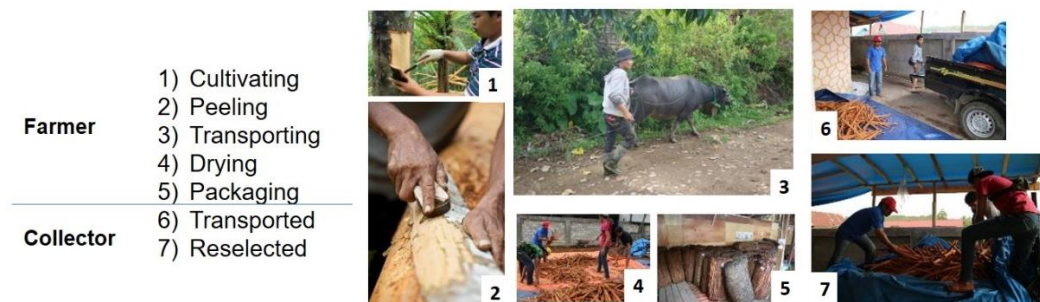 Farmer
1) Cultivating
2) Peeling
3) Transporting
4) Drying
5) Packaging
Collector
6) Transported
7) Reselected
1
2
3
4
5
6
7